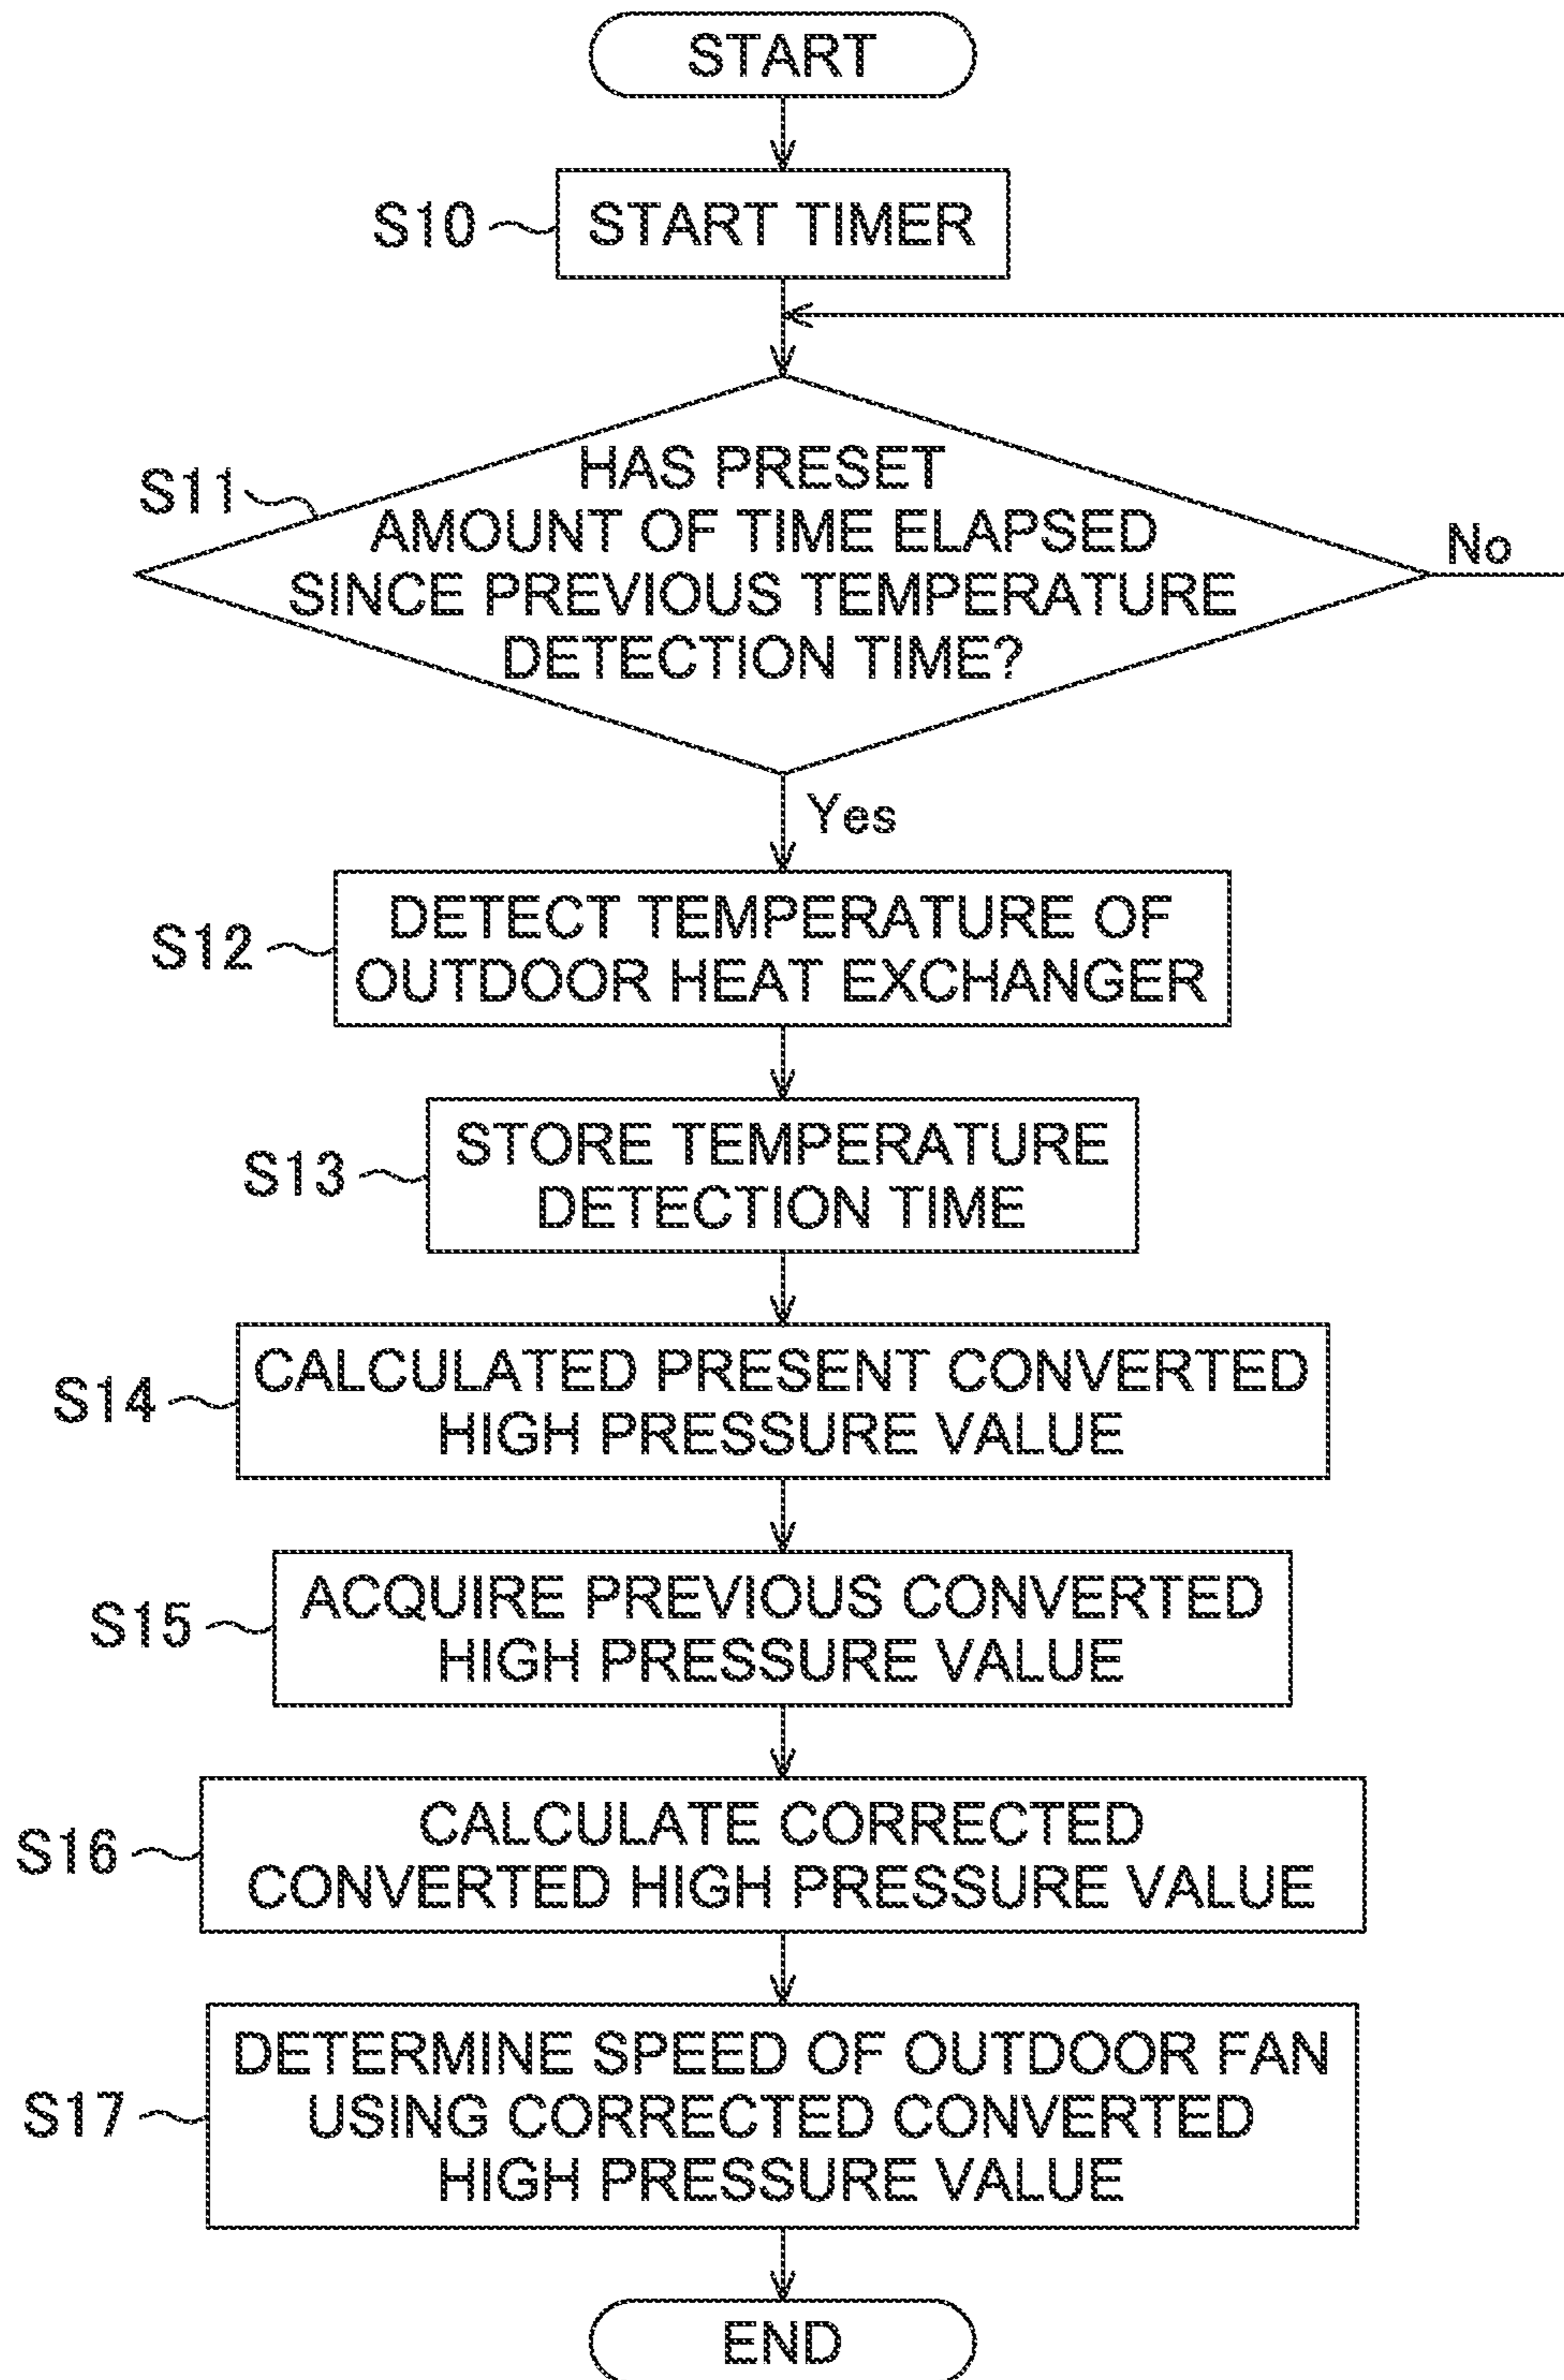 START
S10
START TIMER
S11
HAS PRESET
AMOUNT OF TIME ELAPSED
SINCE PREVIOUS TEMPERATURE
DETECTION TIME?
No
Yes
S12
DETECT TEMPERATURE OF
OUTDOOR HEAT EXCHANGER
S13
STORE TEMPERATURE
DETECTION TIME
S14
CALCULATED PRESENT CONVERTED
HIGH PRESSURE VALUE
S15
ACQUIRE PREVIOUS CONVERTED
HIGH PRESSURE VALUE
S16
CALCULATE CORRECTED
CONVERTED HIGH PRESSURE VALUE
S17
DETERMINE SPEED OF OUTDOOR FAN
USING CORRECTED CONVERTED
HIGH PRESSURE VALUE
END